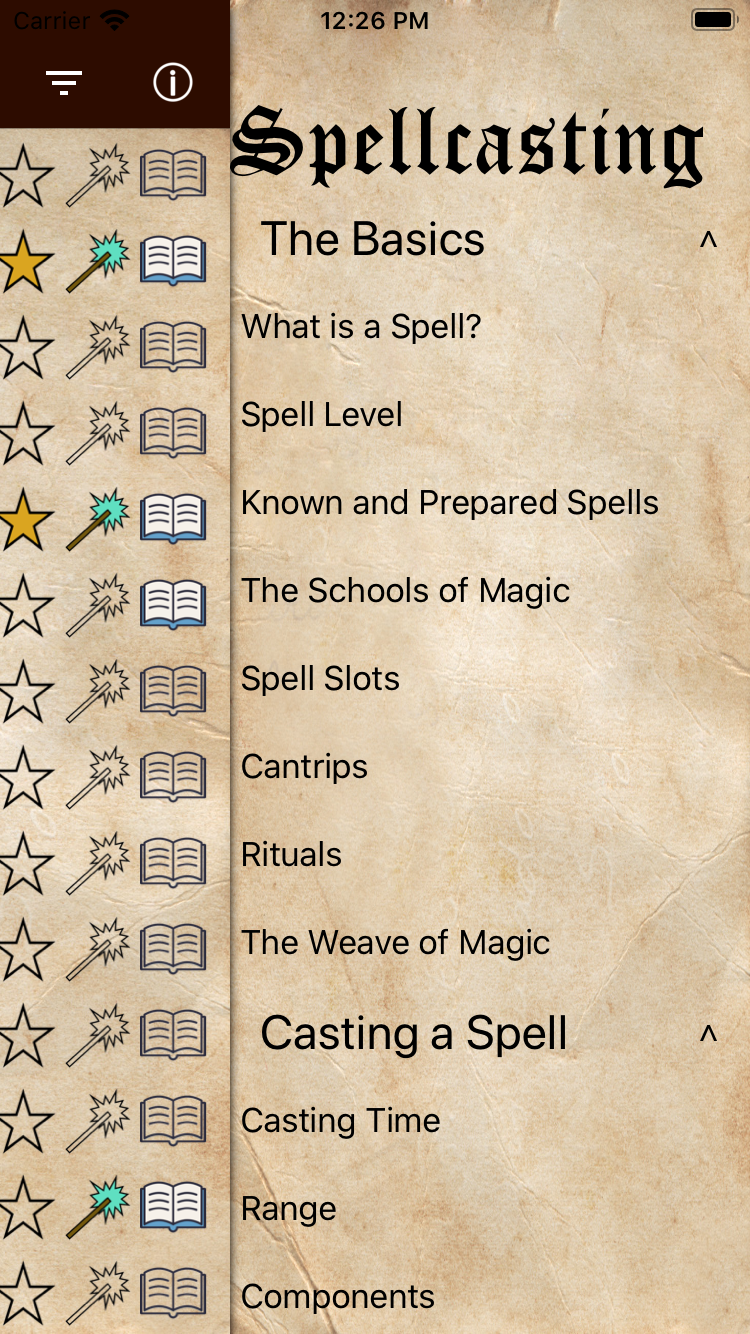 Carrier 12:26 PM
Spellcasting
The Basics ^
What is a Spell?
Spell Level
Known and Prepared Spells
The Schools of Magic
Spell Slots
Cantrips
Rituals
The Weave of Magic
Casting a Spell ^
Casting Time
Range
Components